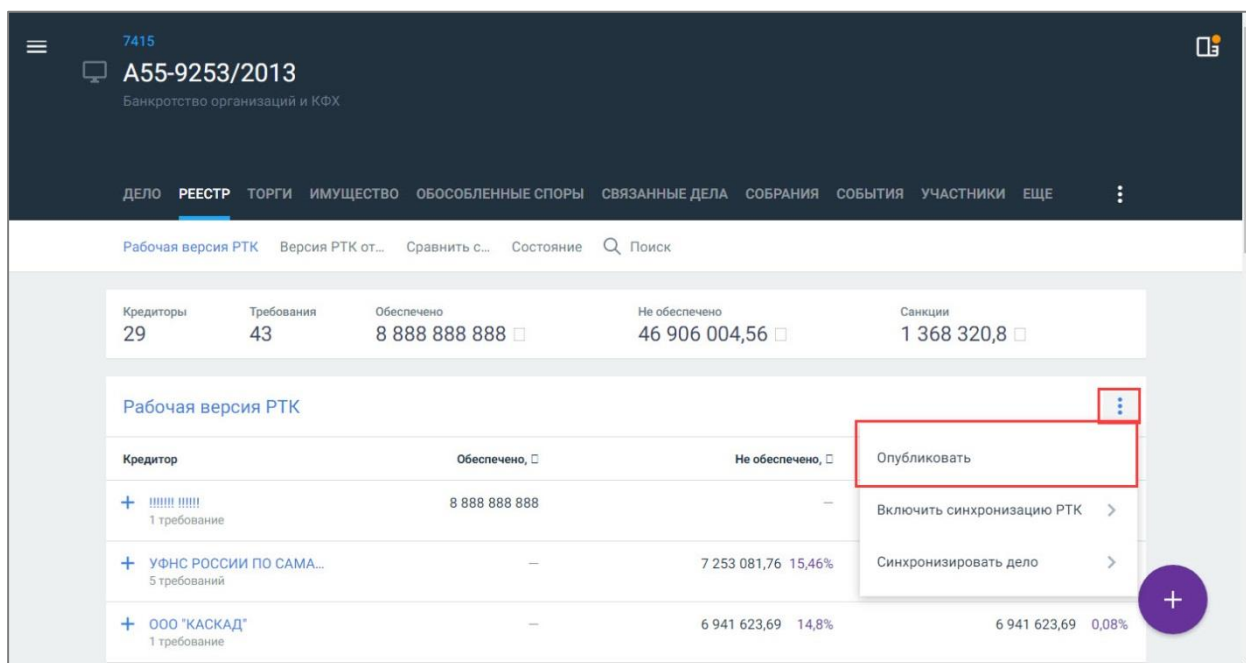 7415
А55-9253/2013
Банкротство организаций и КФХ
ДЕЛО РЕЕСТР ТОРГИ ИМУЩЕСТВО ОБОСОБЛЕННЫЕ СПОРЫ СВЯЗАННЫЕ ДЕЛА СОБРАНИЯ СОБЫТИЯ УЧАСТНИКИ ЕЩЕ
Рабочая версия РТК Версия РТК от... Сравнить с... Состояние Поиск
Кредиторы Требования Обеспечено Не обеспечено Санкции
29 43 8 888 888 888 46 906 004,56 1 368 320,8
Рабочая версия РТК
Опубликовать
Кредитор Обеспечено, Не обеспечено,
!!!!!!! !!!!!! 8 888 888 888 —
1 требование
Включить синхронизацию РТК
УФНС РОССИИ ПО САМА... — 7 253 081,76 15,46%
5 требований
Синхронизировать дело
ООО "КАСКАД" — 6 941 623,69 14,8% 6 941 623,69 0,08%
1 требование